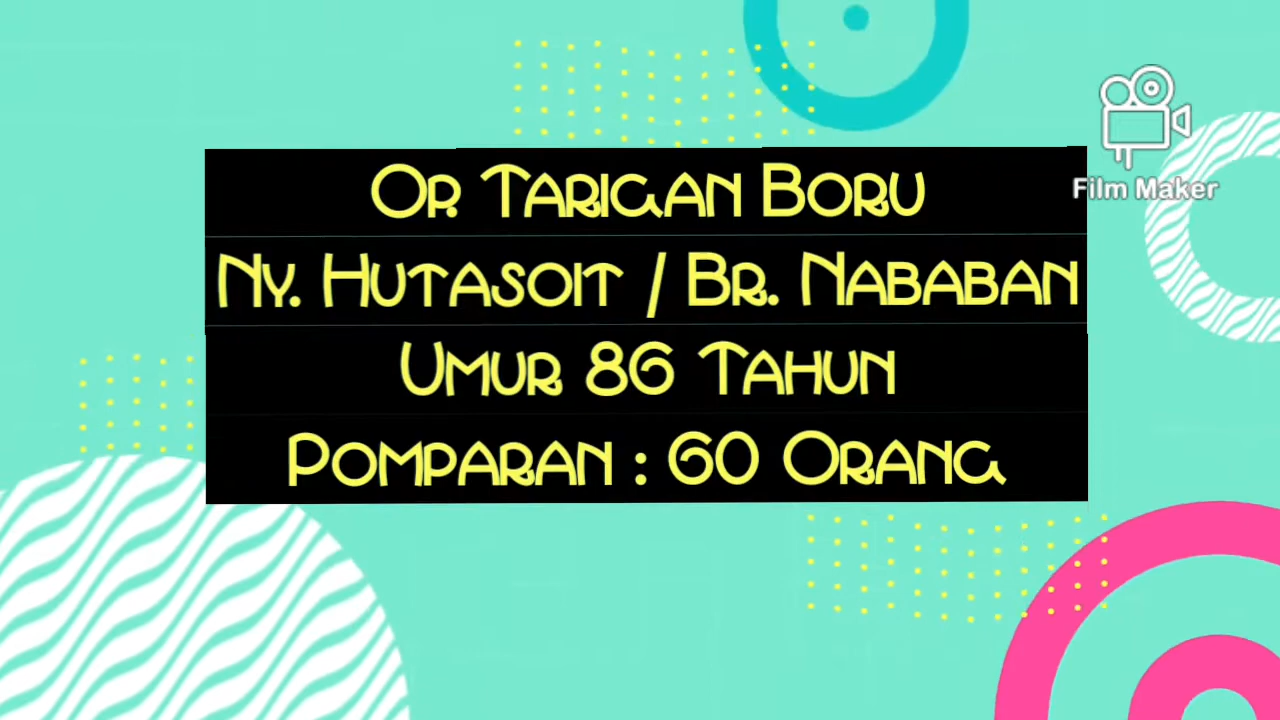 Op. Tarigan Boru
Ny. Hutasoit / Br. Nababan
Umur 86 Tahun
Pomparan : 60 Orang
Film Maker